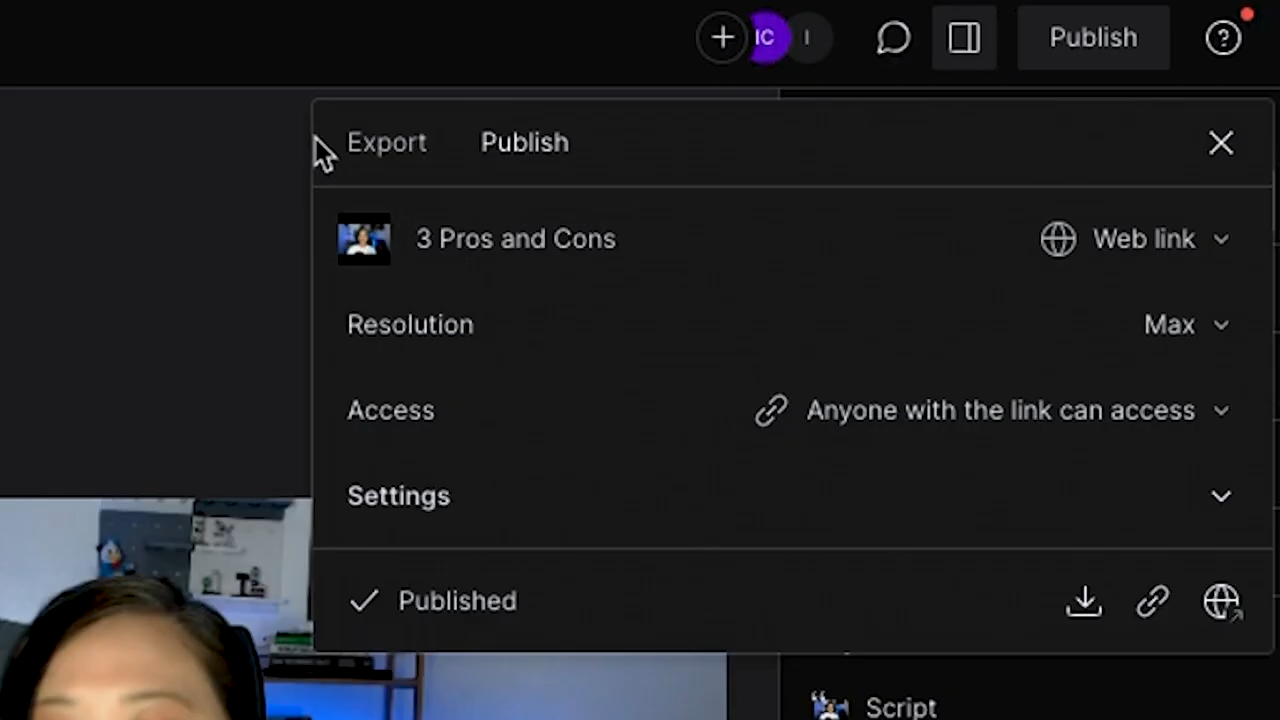 IC I Publish
Export Publish
3 Pros and Cons Web link
Resolution Max
Access Anyone with the link can access
Settings
Published
Script